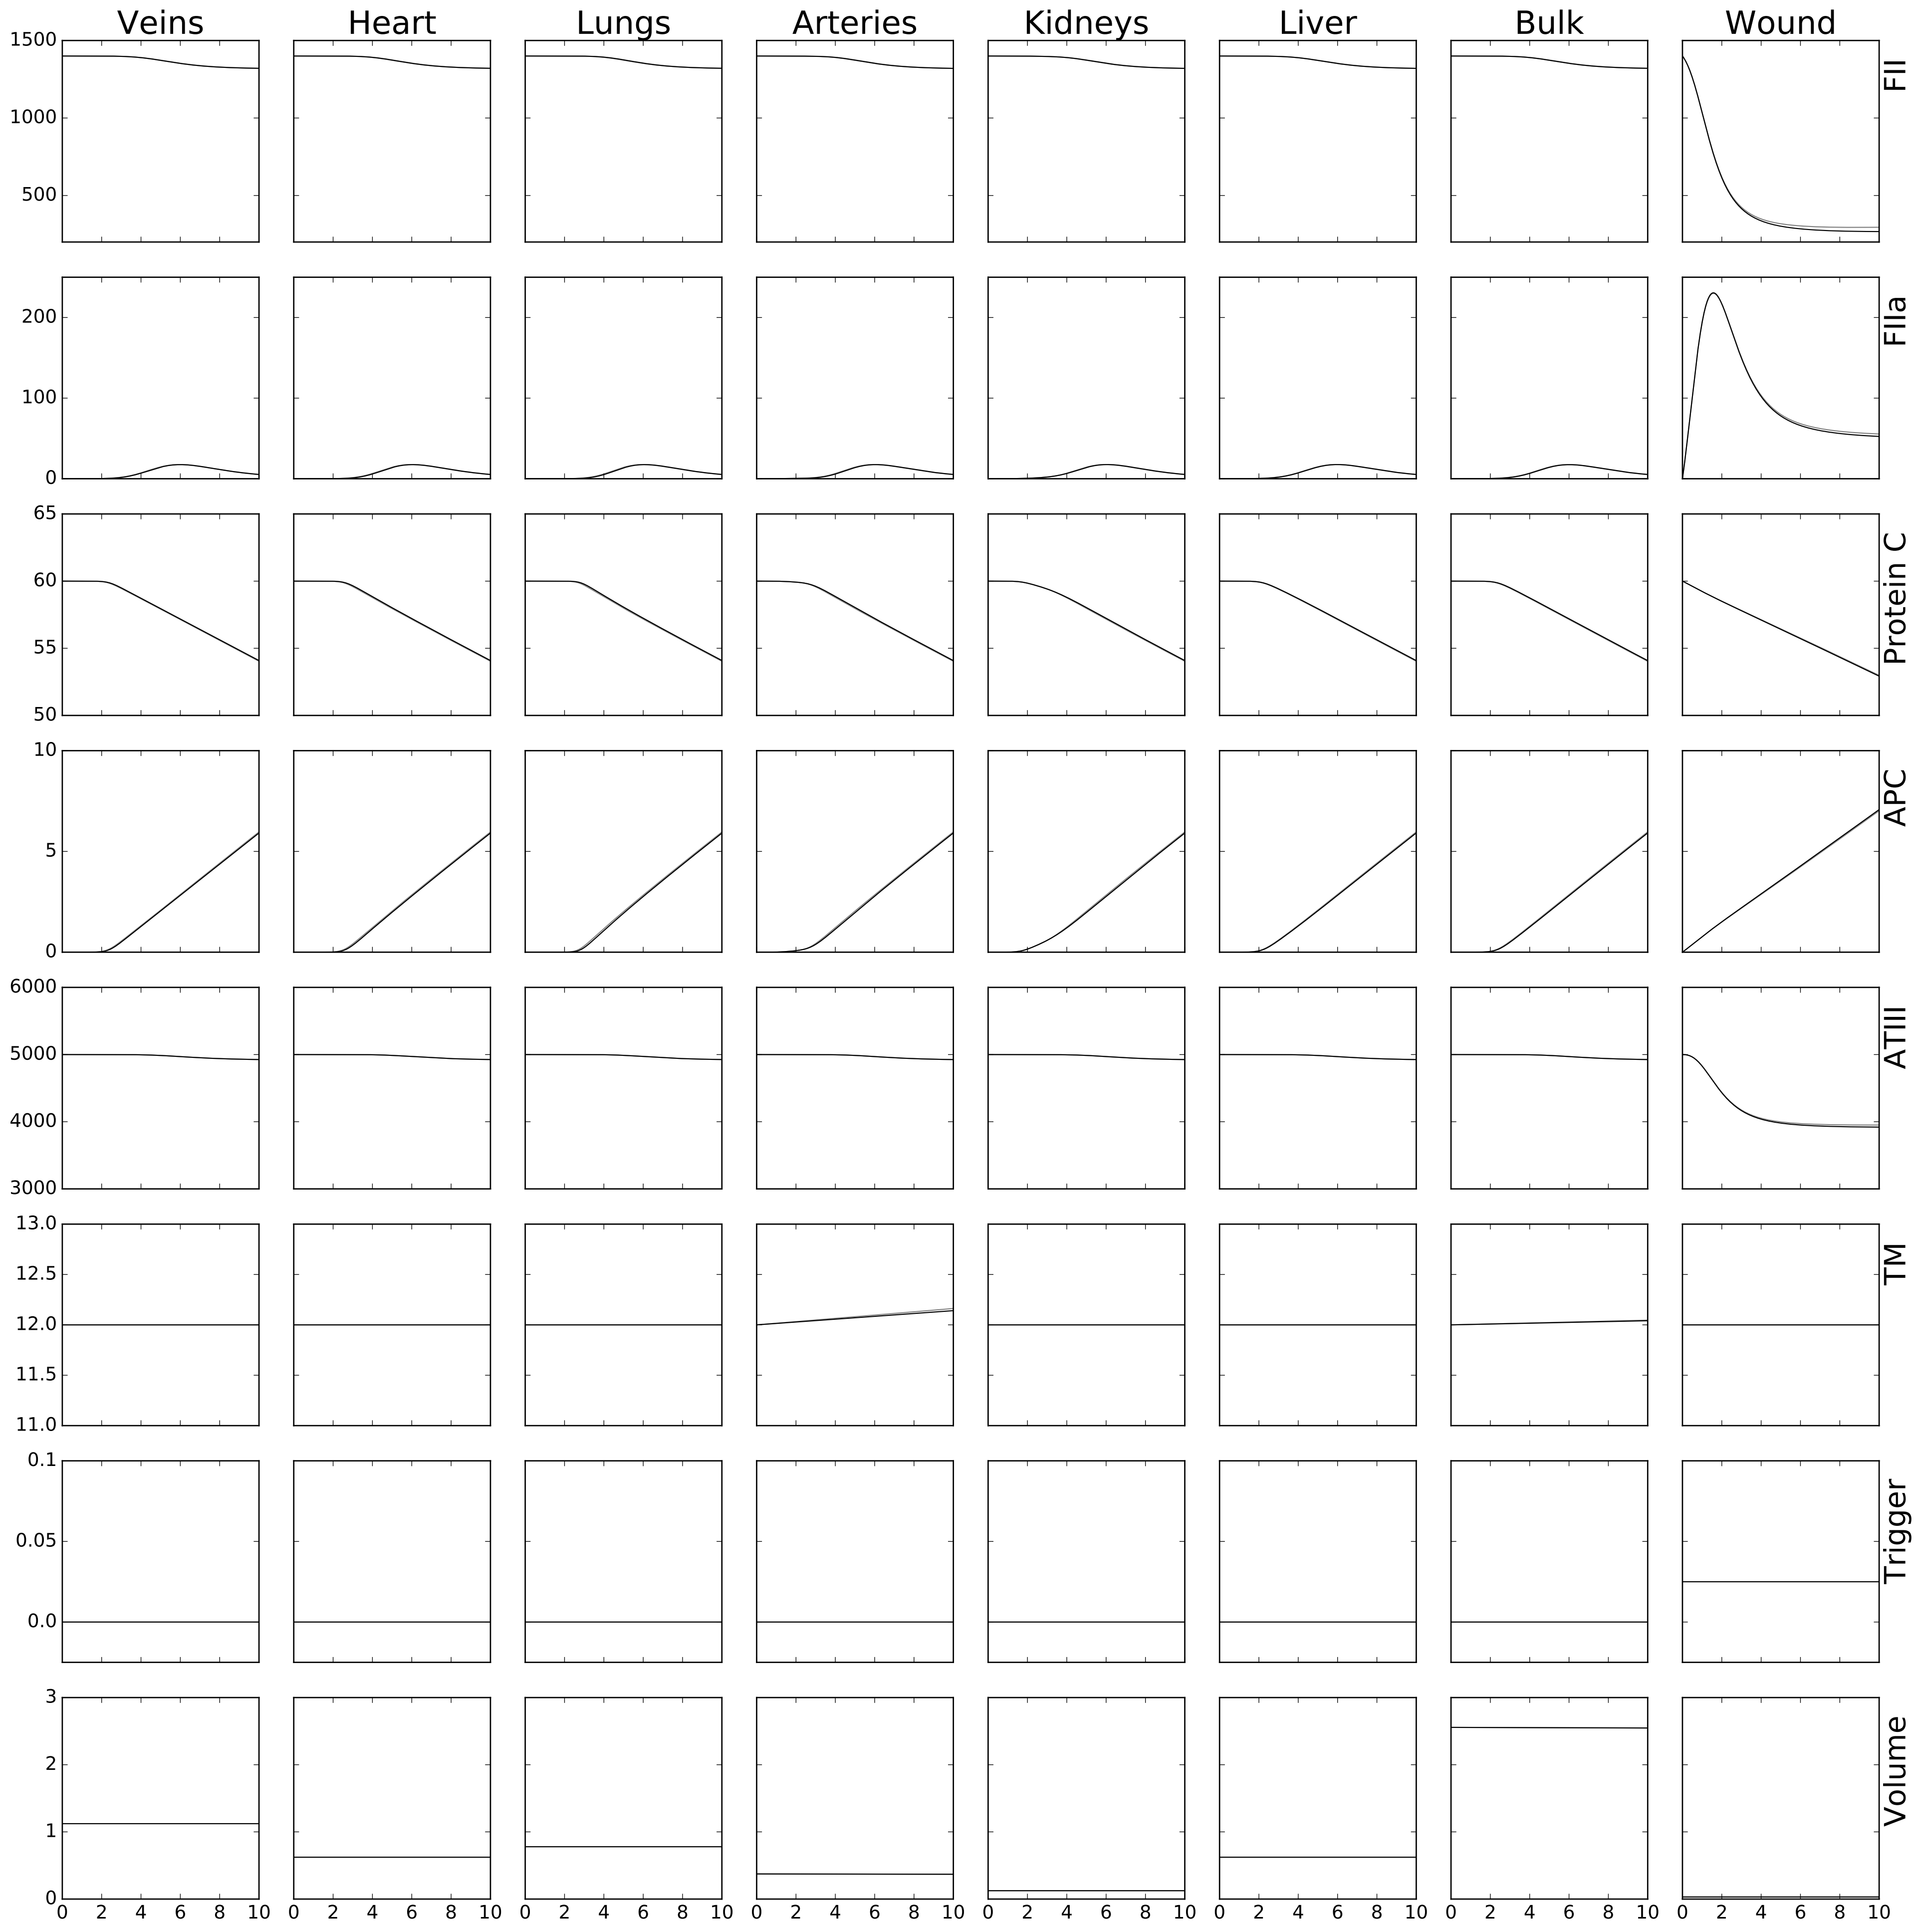 Veins Heart Lungs Arteries Kidneys Liver Bulk Wound
1500
1000
500
FII
200
100
0
FIIa
65
60
55
50
Protein C
10
5
0
APC
6000
5000
4000
3000
ATIII
13.0
12.5
12.0
11.5
11.0
TM
0.1
0.05
0.0
Trigger
3
2
1
0
Volume
0 2 4 6 8 10 0 2 4 6 8 10 0 2 4 6 8 10 0 2 4 6 8 10 0 2 4 6 8 10 0 2 4 6 8 10 0 2 4 6 8 10 0 2 4 6 8 10